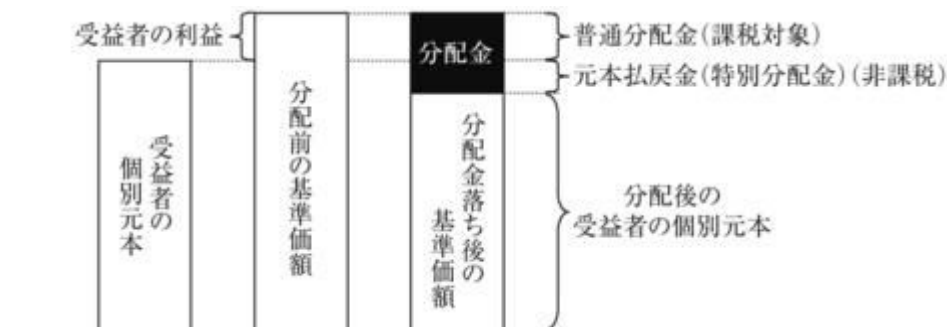 受益者の利益
分配金
普通分配金(課税対象)
元本払戻金(特別分配金)(非課税)
受益者の
個別元本
分配前の基準価額
分配金落ち後の
基準価額
分配後の
受益者の個別元本